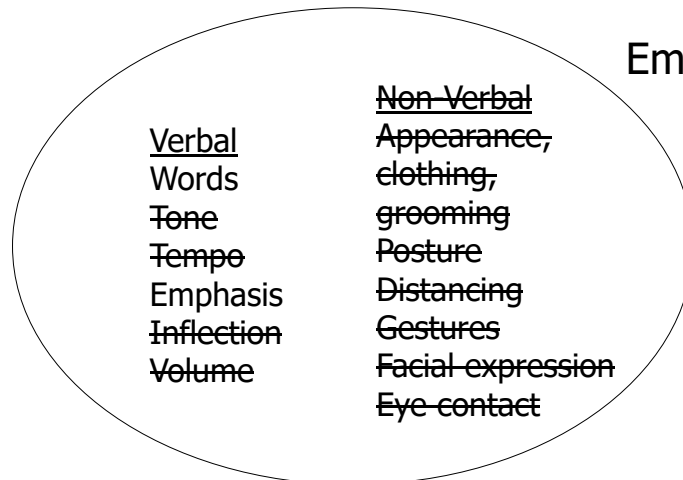 Em
Verbal
Words
~~Tone~~
~~Tempo~~
Emphasis
~~Inflection~~
~~Volume~~
~~Non-Verbal~~
~~Appearance,~~
~~clothing,~~
~~grooming~~
~~Posture~~
~~Distancing~~
~~Gestures~~
~~Facial expression~~
~~Eye contact~~